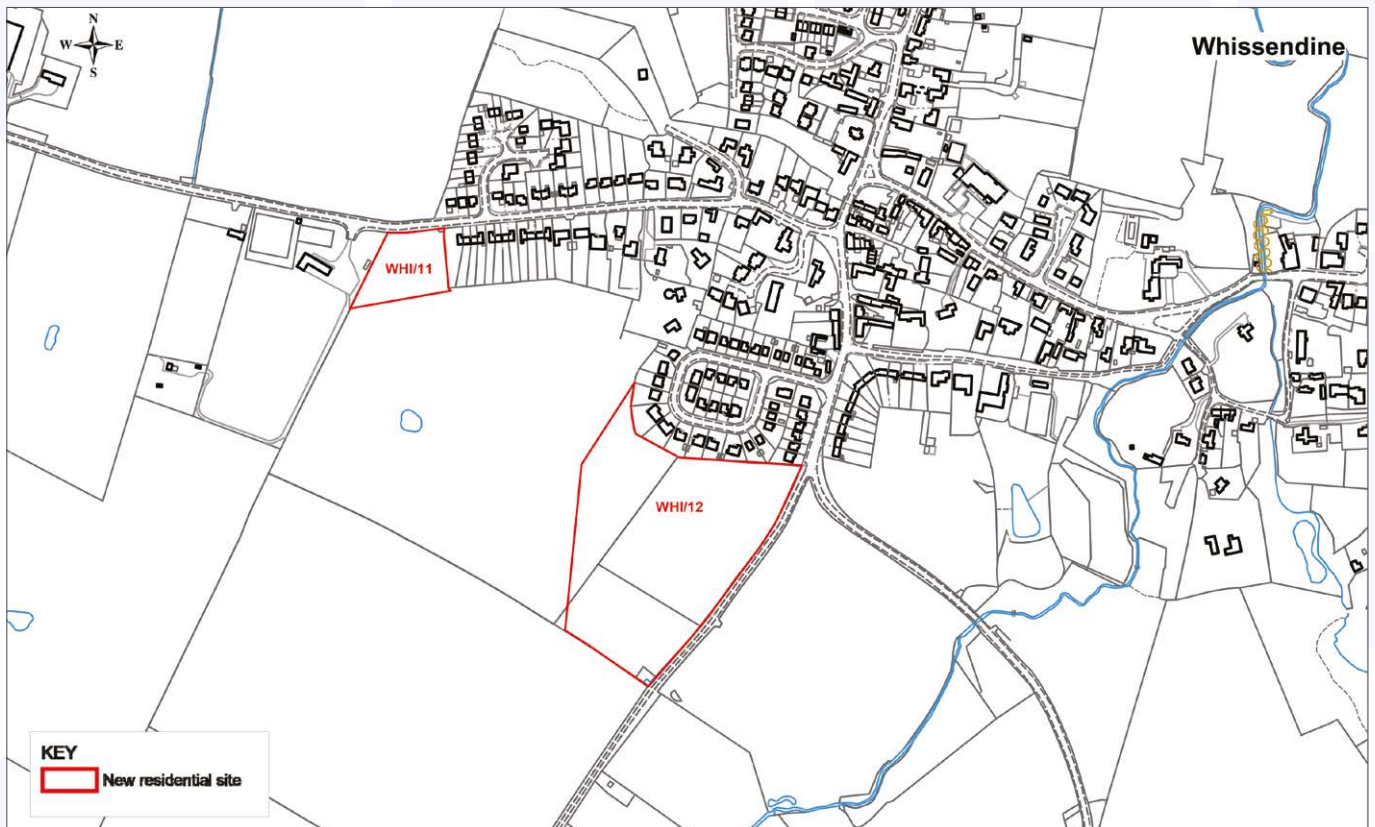 N
W E
S
Whissendine
WHI/11
WHI/12
KEY
New residential site